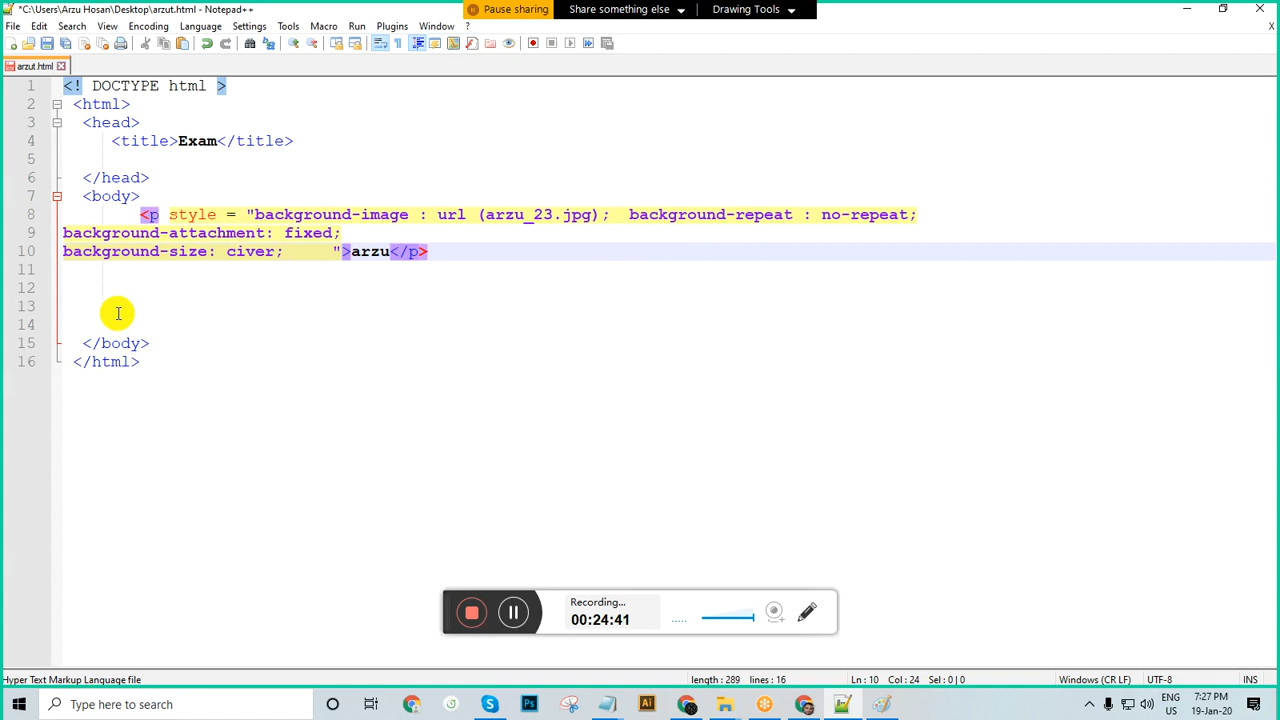 *C:\Users\Arzu Hosan\Desktop\arzut.html - Notepad++
Pause sharing
Share something else
Drawing Tools
File Edit Search View Encoding Language Settings Tools Macro Run Plugins Window ?
X
arzut.html
1 <! DOCTYPE html >
2 <html>
3 <head>
4 <title>Exam</title>
5
6 </head>
7 <body>
8 <p style = "background-image : url (arzu_23.jpg);  background-repeat : no-repeat;
9 background-attachment: fixed;
10 background-size: civer;     ">arzu</p>
11
12
13
14
15 </body>
16 </html>
Recording...
00:24:41
Hyper Text Markup Language file
length : 289 lines : 16
Ln : 10 Col : 24 Sel : 0 | 0
Windows (CR LF)
UTF-8
INS
Type here to search
Ps
Ai
ENG
US
7:27 PM
19-Jan-20